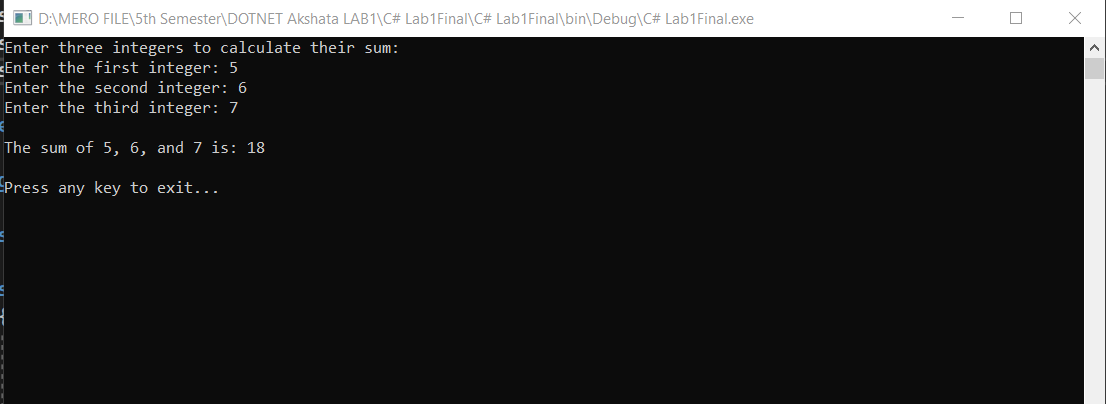 D:\MERO FILE\5th Semester\DOTNET Akshata LAB1\C# Lab1Final\C# Lab1Final\bin\Debug\C# Lab1Final.exe
Enter three integers to calculate their sum:
Enter the first integer: 5
Enter the second integer: 6
Enter the third integer: 7
The sum of 5, 6, and 7 is: 18
Press any key to exit...